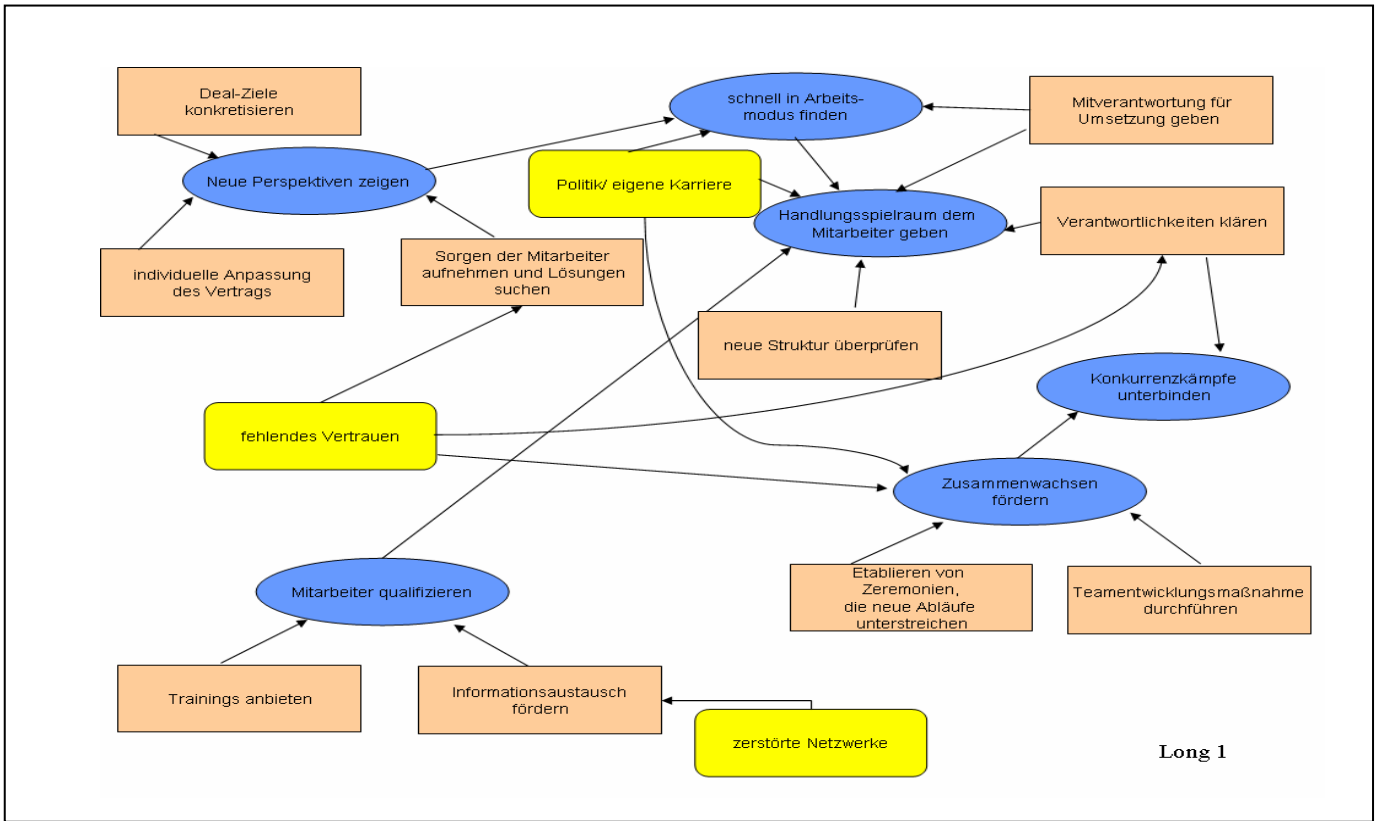 Deal-Ziele
konkretisieren
schnell in Arbeits-
modus finden
Mitverantwortung für
Umsetzung geben
Neue Perspektiven zeigen
Politik/ eigene Karriere
Handlungsspielraum dem
Mitarbeiter geben
Verantwortlichkeiten klären
individuelle Anpassung
des Vertrags
Sorgen der Mitarbeiter
aufnehmen und Lösungen
suchen
neue Struktur überprüfen
Konkurrenzkämpfe
unterbinden
fehlendes Vertrauen
Zusammenwachsen
fördern
Mitarbeiter qualifizieren
Etablieren von
Zeremonien,
die neue Abläufe
unterstreichen
Teamentwicklungsmaßnahme
durchführen
Trainings anbieten
Informationsaustausch
fördern
zerstörte Netzwerke
Long 1